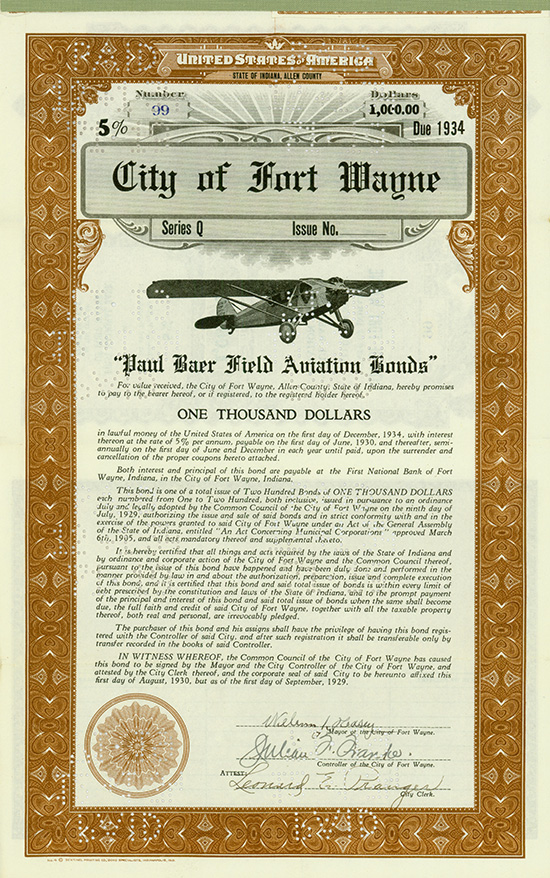 UNITED STATES OF AMERICA
STATE OF INDIANA, ALLEN COUNTY
Number
99
Dollars
1,000.00
5%
Due 1934
City of Fort Wayne
Series Q
Issue No.
"Paul Baer Field Aviation Bonds"
For value received, the City of Fort Wayne, Allen County, State of Indiana, hereby promises
to pay to the bearer hereof, or if registered, to the registered holder hereof.
ONE THOUSAND DOLLARS
in lawful money of the United States of America on the first day of December, 1934, with interest
thereon at the rate of 5% per annum, payable on the first day of June, 1930, and thereafter, semi-
annually on the first day of June and December in each year until paid, upon the surrender and
cancellation of the proper coupons hereto attached.
Both interest and principal of this bond are payable at the First National Bank of Fort
Wayne, Indiana, in the City of Fort Wayne, Indiana.
This bond is one of a total issue of Two Hundred Bonds of ONE THOUSAND DOLLARS
each numbered from One to Two Hundred, both inclusive, issued in pursuance to an ordinance
duly and legally adopted by the Common Council of the City of Fort Wayne on the ninth day of
July, 1929, authorizing the issue and sale of said bonds and in strict conformity with and in the
exercise of the powers granted to said City of Fort Wayne under an Act of the General Assembly
of the State of Indiana, entitled "An Act Concerning Municipal Corporations" approved March
6th, 1905, and all acts mandatory thereof and supplemental thereto.
It is hereby certified that all things and acts required by the laws of the State of Indiana and
by ordinance and corporate action of the City of Fort Wayne and the Common Council thereof,
pursuant to the issue of this bond have happened and have been duly done and performed in the
manner provided by law in and about the authorization, preparation, issue and complete execution
of this bond, and it is certified that this bond and said total issue of bonds is within every limit of
debt prescribed by the constitution and laws of the State of Indiana, and to the prompt payment
of the principal and interest of this bond and said total issue of bonds when the same shall become
due, the full faith and credit of said City of Fort Wayne, together with all the taxable property
thereof, both real and personal, are irrevocably pledged.
The purchaser of this bond and his assigns shall have the privilege of having this bond regis-
tered with the Controller of said City, and after such registration it shall be transferable only by
transfer recorded in the books of said Controller.
IN WITNESS WHEREOF, the Common Council of the City of Fort Wayne has caused
this bond to be signed by the Mayor and the City Controller of the City of Fort Wayne, and
attested by the City Clerk thereof, and the corporate seal of said City to be hereunto affixed this
first day of August, 1930, but as of the first day of September, 1929.
Mayor of the City of Fort Wayne.
Julian F. Franke.
Controller of the City of Fort Wayne.
ATTEST:
Leonard E.
City Clerk.